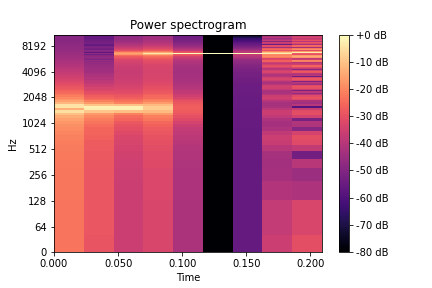 Power spectrogram
Hz
8192
4096
2048
1024
512
256
128
64
0
0.000 0.050 0.100 0.150 0.200
Time
+0 dB
-10 dB
-20 dB
-30 dB
-40 dB
-50 dB
-60 dB
-70 dB
-80 dB